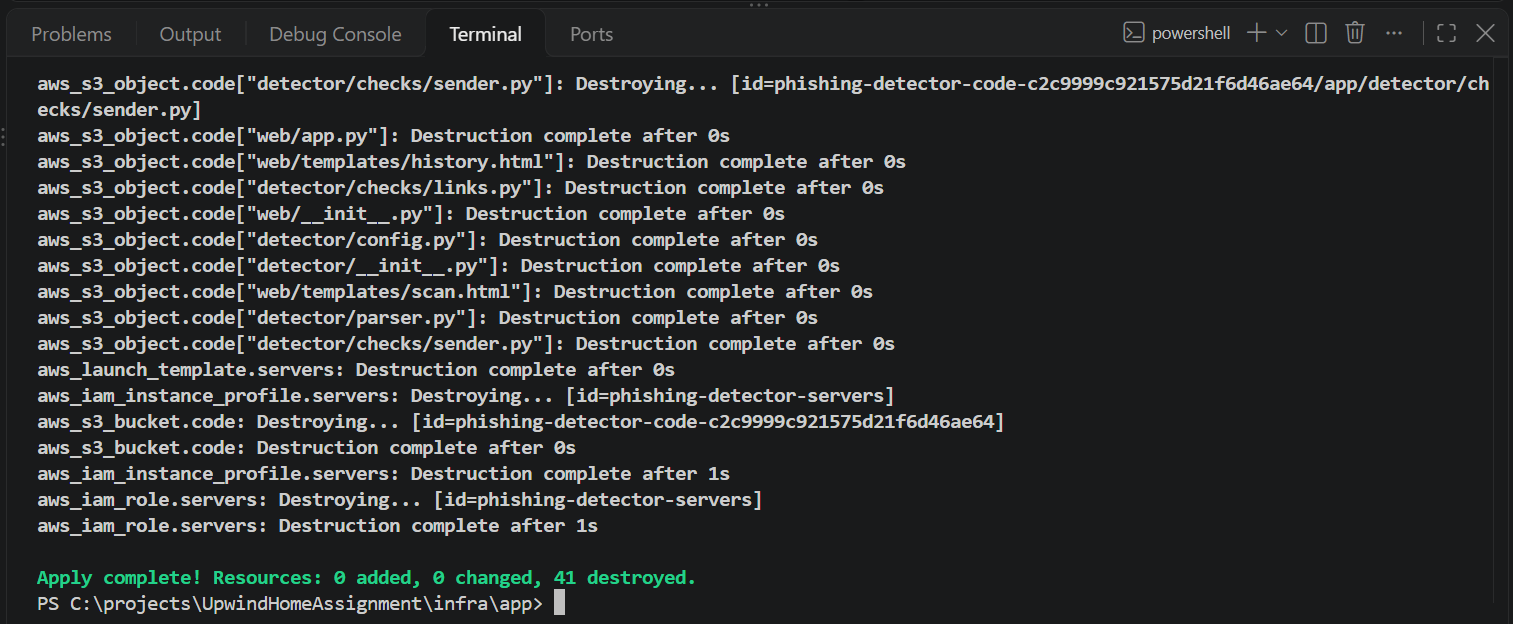 Problems Output Debug Console Terminal Ports powershell
aws_s3_object.code["detector/checks/sender.py"]: Destroying... [id=phishing-detector-code-c2c9999c921575d21f6d46ae64/app/detector/ch
ecks/sender.py]
aws_s3_object.code["web/app.py"]: Destruction complete after 0s
aws_s3_object.code["web/templates/history.html"]: Destruction complete after 0s
aws_s3_object.code["detector/checks/links.py"]: Destruction complete after 0s
aws_s3_object.code["web/__init__.py"]: Destruction complete after 0s
aws_s3_object.code["detector/config.py"]: Destruction complete after 0s
aws_s3_object.code["detector/__init__.py"]: Destruction complete after 0s
aws_s3_object.code["web/templates/scan.html"]: Destruction complete after 0s
aws_s3_object.code["detector/parser.py"]: Destruction complete after 0s
aws_s3_object.code["detector/checks/sender.py"]: Destruction complete after 0s
aws_launch_template.servers: Destruction complete after 0s
aws_iam_instance_profile.servers: Destroying... [id=phishing-detector-servers]
aws_s3_bucket.code: Destroying... [id=phishing-detector-code-c2c9999c921575d21f6d46ae64]
aws_s3_bucket.code: Destruction complete after 0s
aws_iam_instance_profile.servers: Destruction complete after 1s
aws_iam_role.servers: Destroying... [id=phishing-detector-servers]
aws_iam_role.servers: Destruction complete after 1s
Apply complete! Resources: 0 added, 0 changed, 41 destroyed.
PS C:\projects\UpwindHomeAssignment\infra\app>